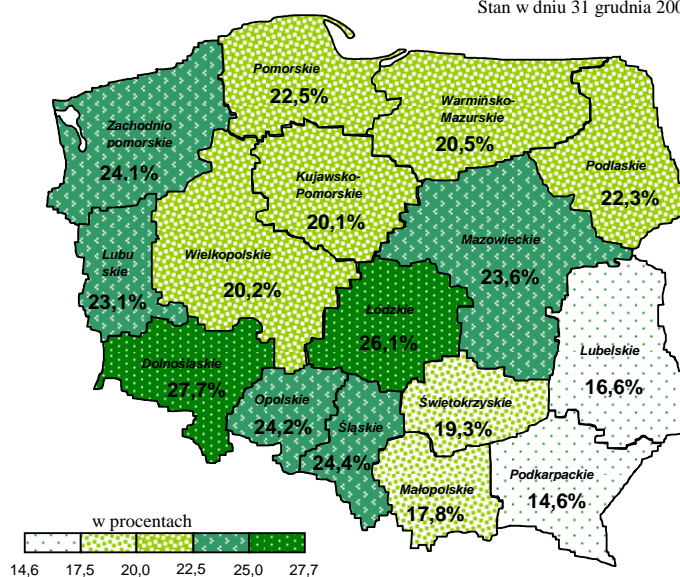 Stan w dniu 31 grudnia 200
Pomorskie
22,5%
Warmińsko-
Mazurskie
20,5%
Zachodnio
pomorskie
24,1%
Podlaskie
22,3%
Kujawsko-
Pomorskie
20,1%
Mazowieckie
23,6%
Lubu
skie
23,1%
Wielkopolskie
20,2%
Łódzkie
26,1%
Lubelskie
16,6%
Dolnośląskie
27,7%
Opolskie
24,2%
Śląskie
24,4%
Świetokrzyskie
19,3%
Małopolskie
17,8%
Podkarpackie
14,6%
w procentach
14,6 17,5 20,0 22,5 25,0 27,7